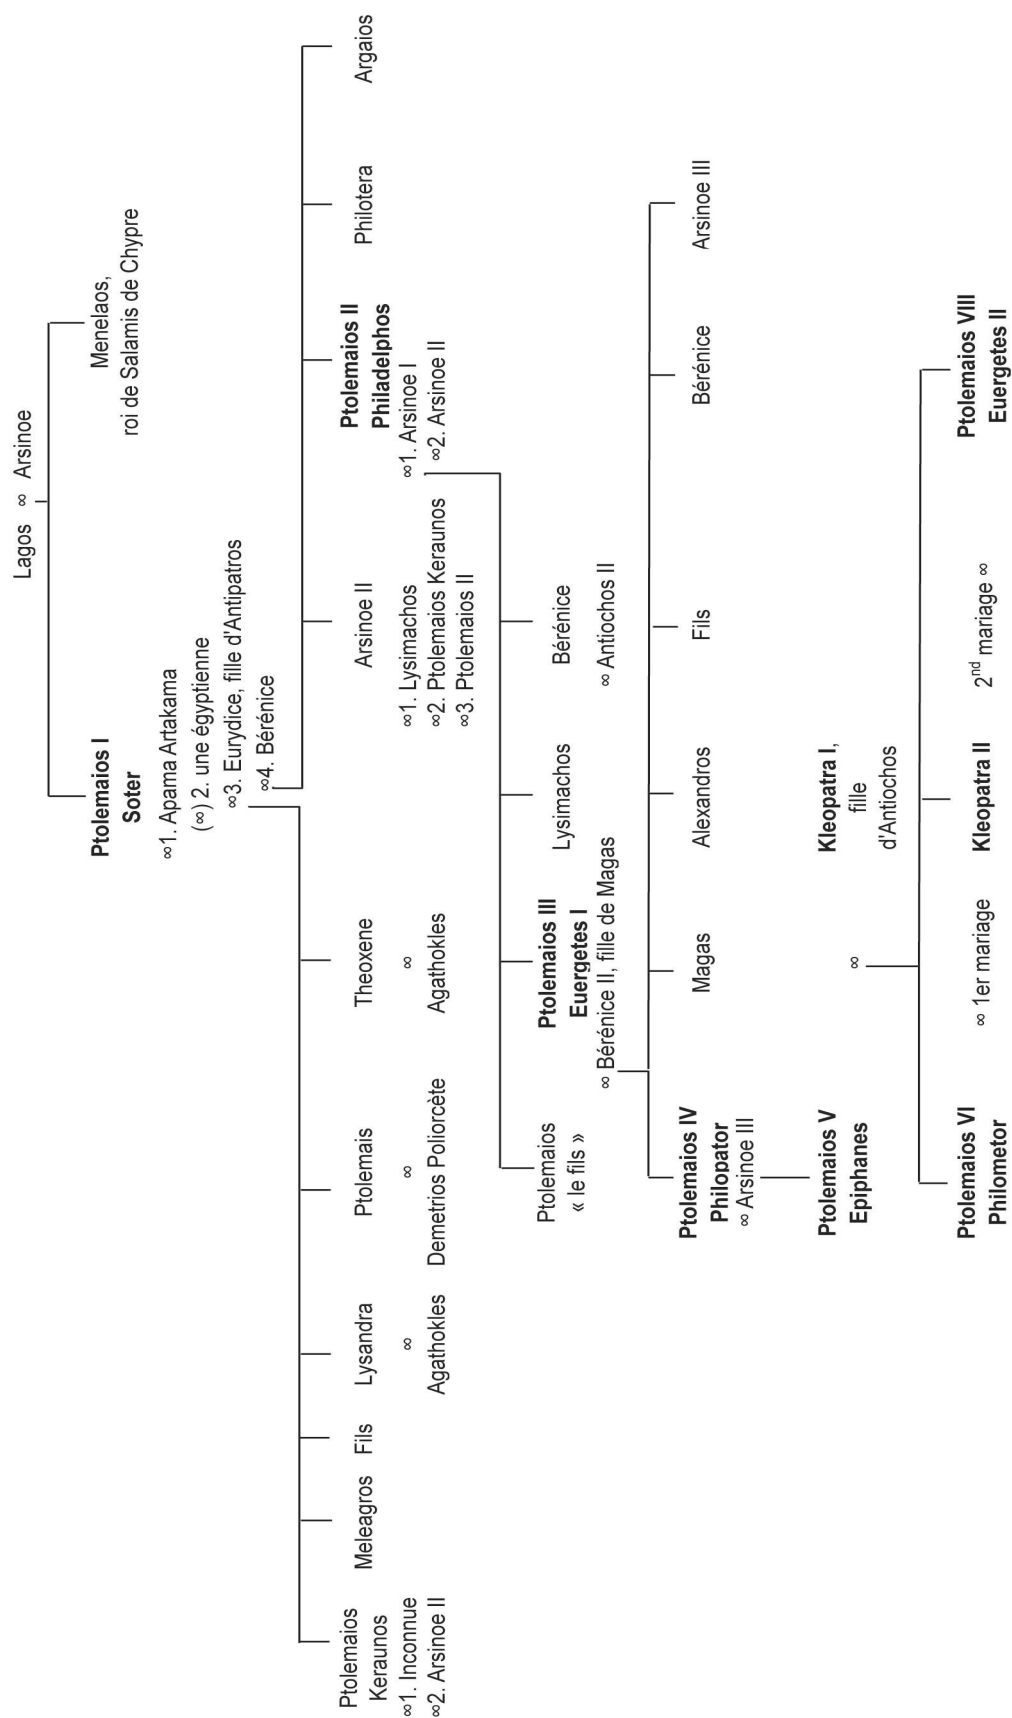 Lagos ∞ Arsinoe
Ptolemaios I
Soter
∞1. Apama Artakama
(∞) 2. une égyptienne
∞3. Eurydice, fille d'Antipatros
∞4. Bérénice
Menelaos,
roi de Salamis de Chypre
Ptolemaios
Keraunos
∞1. Inconnue
∞2. Arsinoe II
Meleagros
Fils
Lysandra
∞
Agathokles
Ptolemais
∞
Demetrios Poliorcète
Theoxene
∞
Agathokles
Arsinoe II
∞1. Lysimachos
∞2. Ptolemaios Keraunos
∞3. Ptolemaios II
Ptolemaios II
Philadelphos
∞1. Arsinoe I
∞2. Arsinoe II
Philotera
Argaios
Ptolemaios
« le fils »
Ptolemaios III
Euergetes I
∞ Bérénice II, fille de Magas
Lysimachos
Bérénice
∞ Antiochos II
Ptolemaios IV
Philopator
∞ Arsinoe III
Magas
Alexandros
Fils
Bérénice
Arsinoe III
Ptolemaios V
Epiphanes
∞
Kleopatra I,
fille
d'Antiochos
Ptolemaios VI
Philometor
∞ 1er mariage
Kleopatra II
2nd mariage ∞
Ptolemaios VIII
Euergetes II